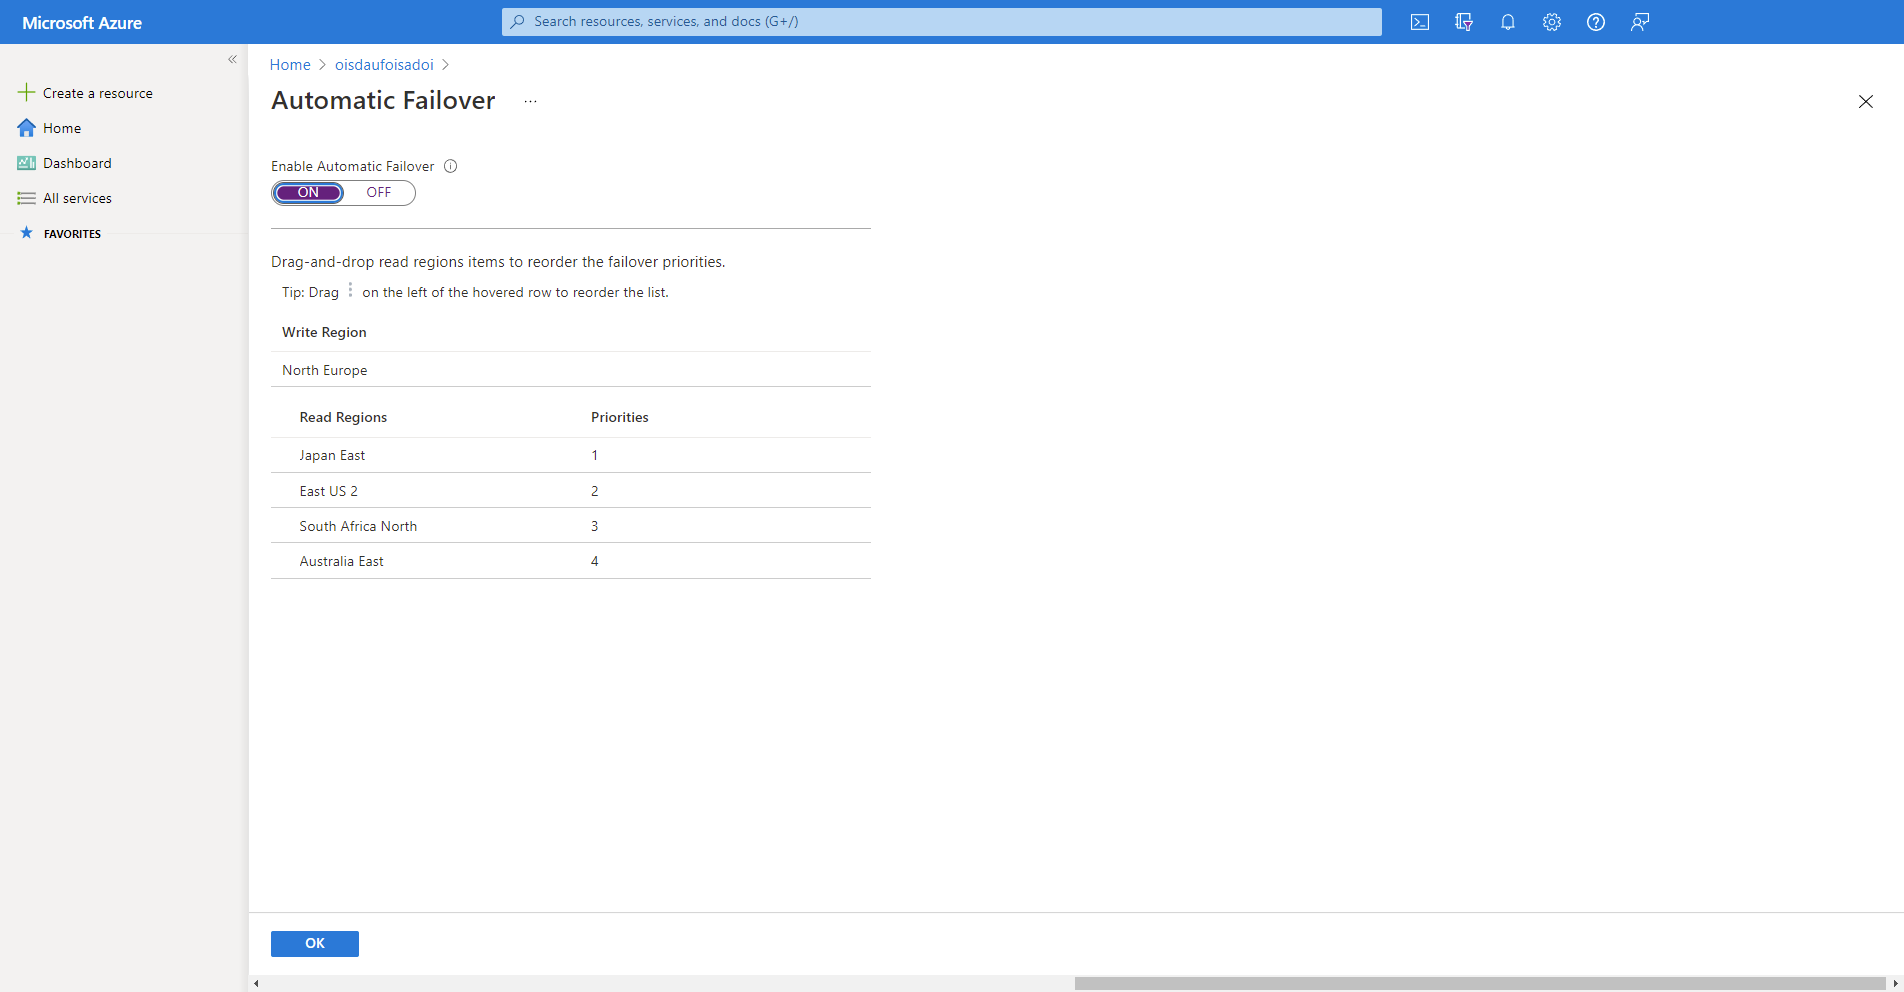 Microsoft Azure
Search resources, services, and docs (G+/)
Create a resource
Home
Dashboard
All services
FAVORITES
Home > oisdaufoisadoi >
Automatic Failover ...
Enable Automatic Failover
ON OFF
Drag-and-drop read regions items to reorder the failover priorities.
Tip: Drag ⋮ on the left of the hovered row to reorder the list.
Write Region
North Europe
Read Regions Priorities
Japan East 1
East US 2 2
South Africa North 3
Australia East 4
OK